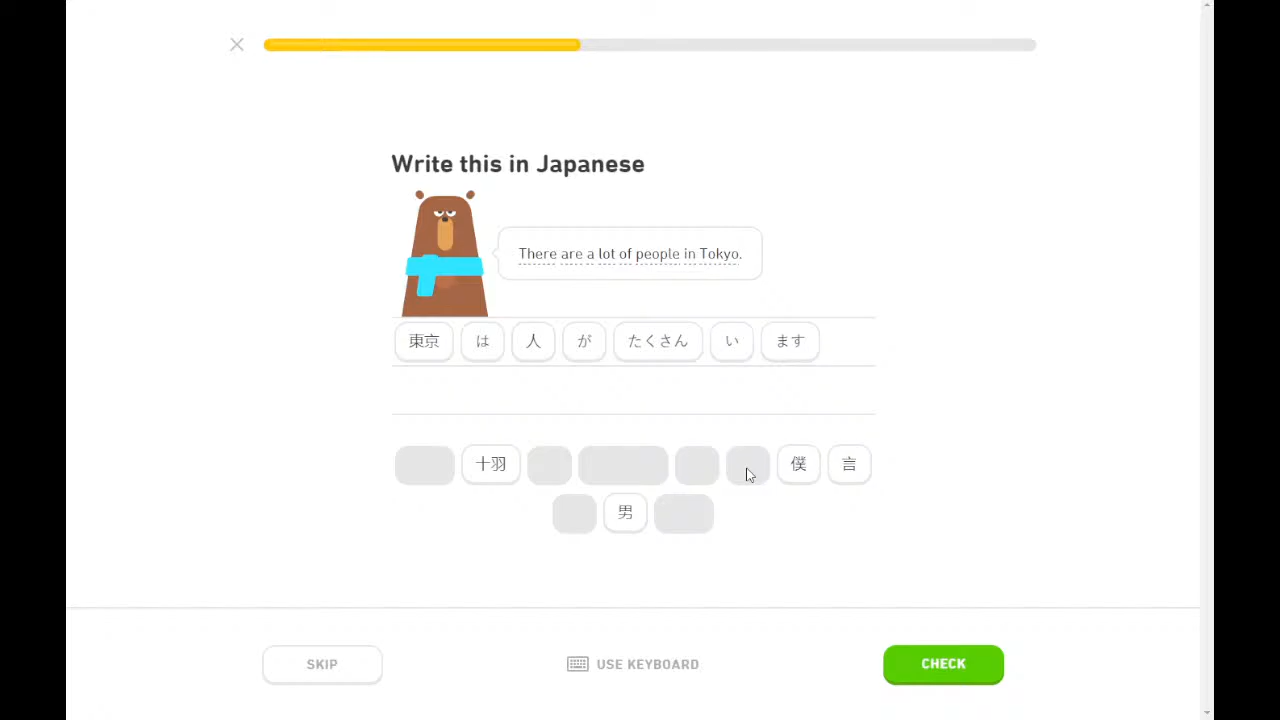 Write this in Japanese
There are a lot of people in Tokyo.
東京 は 人 が たくさん い ます
十羽 僕 言
男
SKIP USE KEYBOARD CHECK